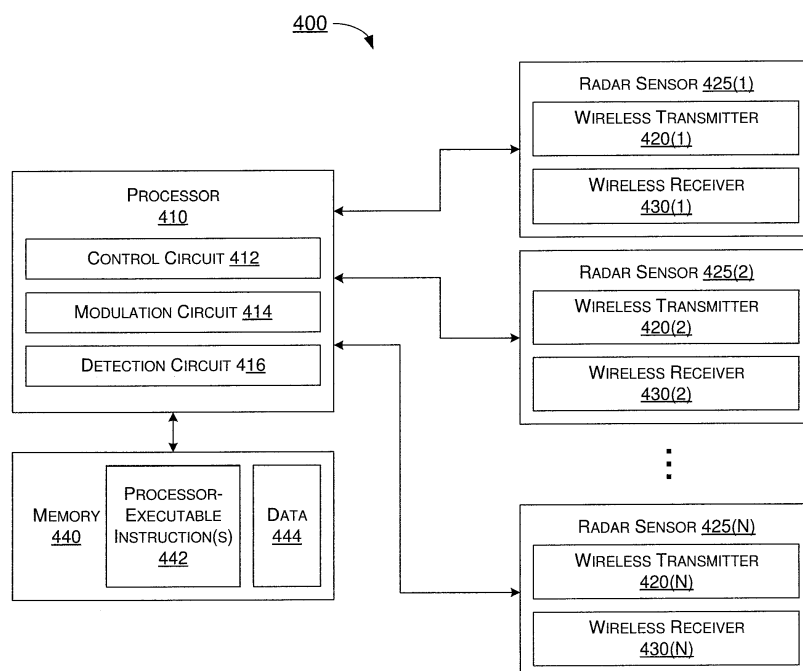 400
PROCESSOR
410
CONTROL CIRCUIT 412
MODULATION CIRCUIT 414
DETECTION CIRCUIT 416
MEMORY
440
PROCESSOR-
EXECUTABLE
INSTRUCTION(S)
442
DATA
444
RADAR SENSOR 425(1)
WIRELESS TRANSMITTER
420(1)
WIRELESS RECEIVER
430(1)
RADAR SENSOR 425(2)
WIRELESS TRANSMITTER
420(2)
WIRELESS RECEIVER
430(2)
RADAR SENSOR 425(N)
WIRELESS TRANSMITTER
420(N)
WIRELESS RECEIVER
430(N)